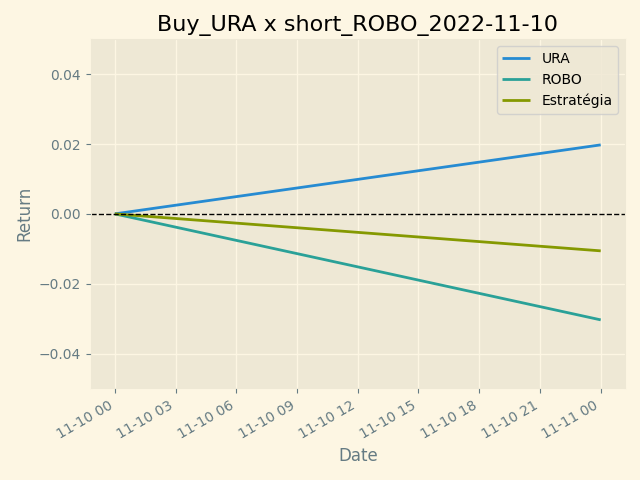 Buy_URA x short_ROBO_2022-11-10
URA
ROBO
Estratégia
0.04
0.02
0.00
−0.02
−0.04
Return
11-10 00
11-10 03
11-10 06
11-10 09
11-10 12
11-10 15
11-10 18
11-10 21
11-11 00
Date